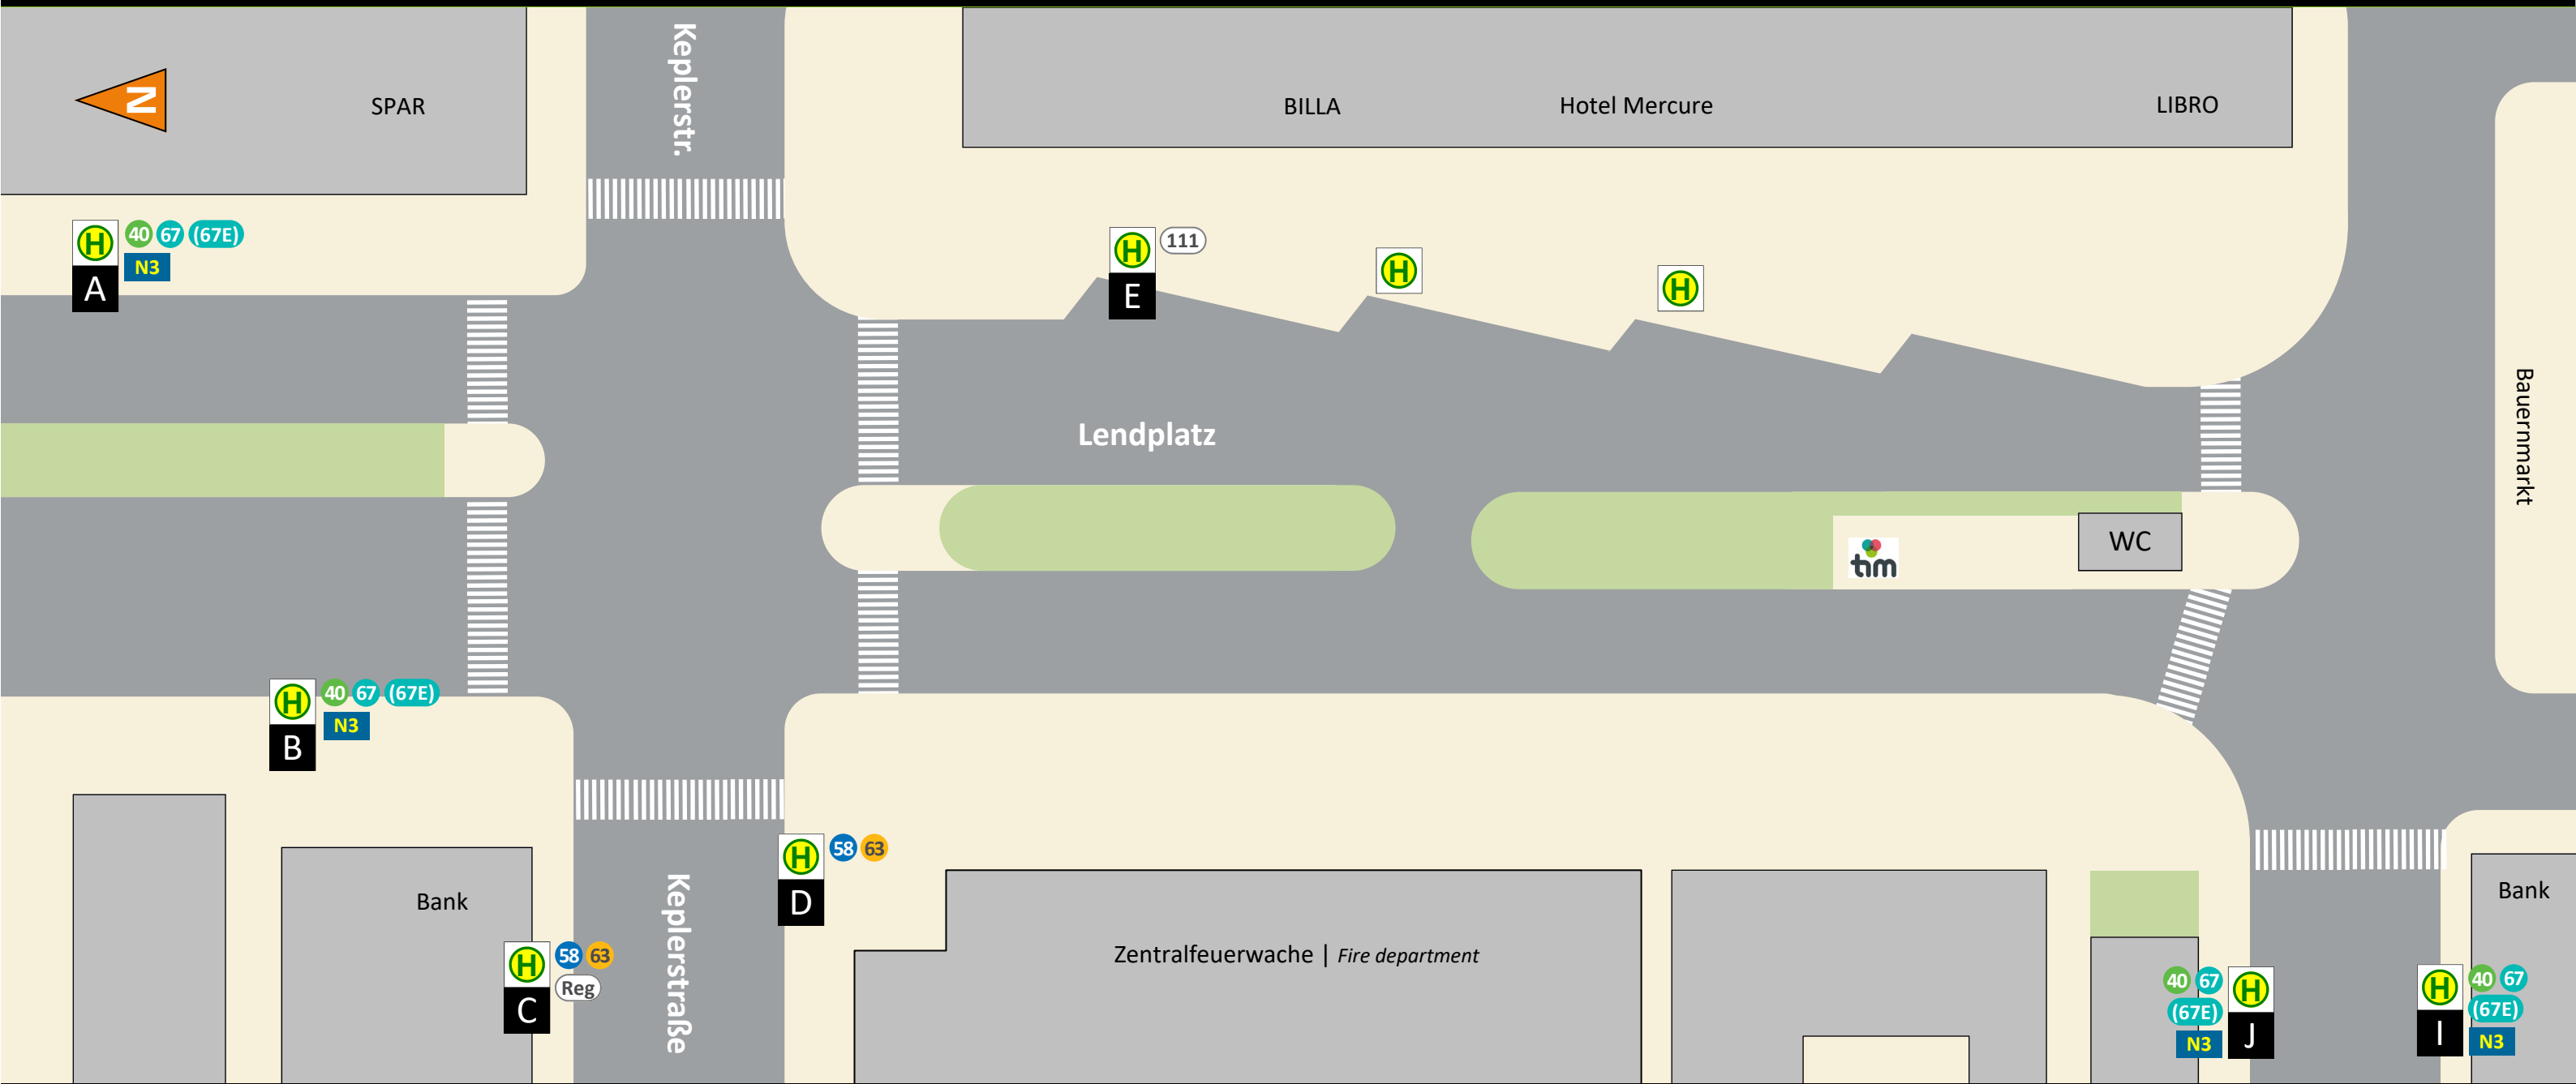 Keplerstr.
N
SPAR
BILLA
Hotel Mercure
LIBRO
H
40 67 (67E)
N3
A
H
111
E
H
H
Bauernmarkt
Lendplatz
WC
tim
H
40 67 (67E)
N3
B
H
58 63
D
Bank
Keplerstraße
H
58 63
Reg
C
Zentralfeuerwache | Fire department
Bank
40 67
(67E)
N3
H
J
H
I
40 67
(67E)
N3